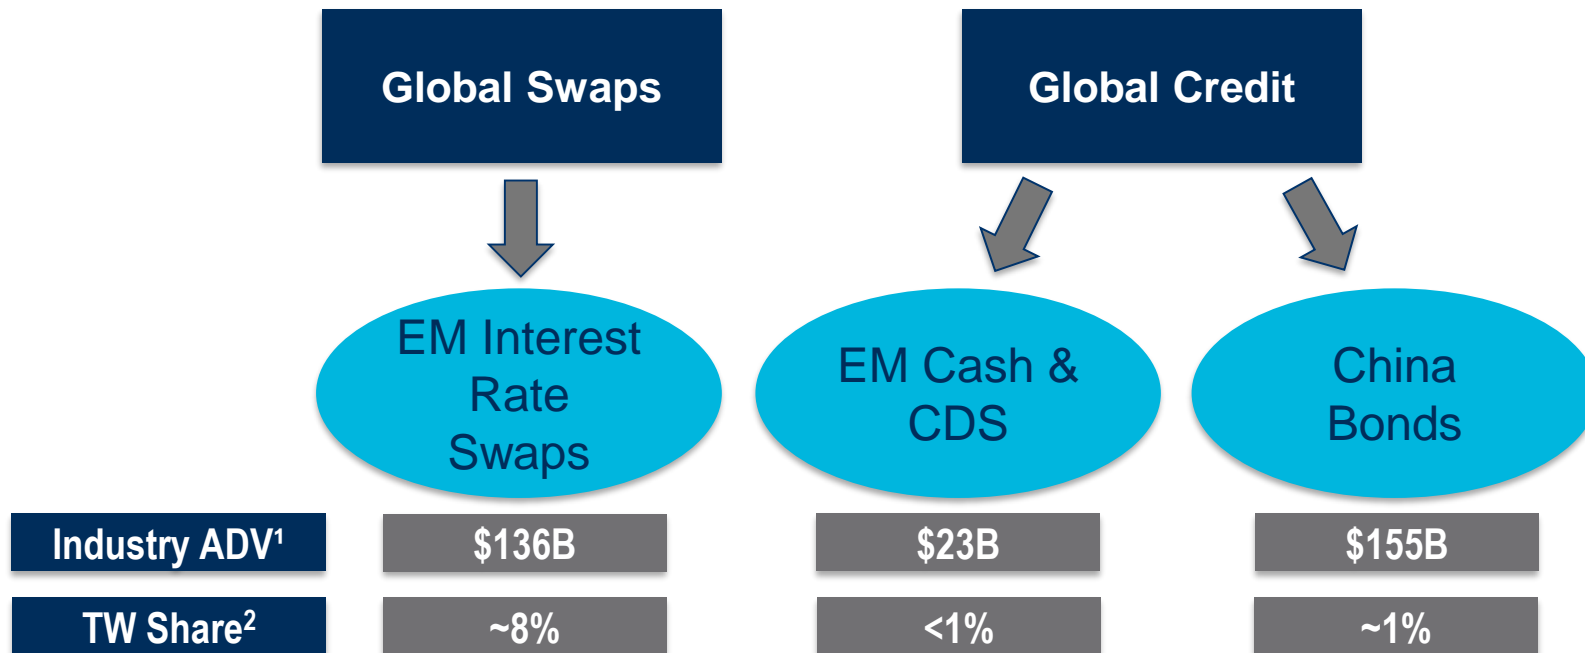 Global Swaps
Global Credit
EM Interest
Rate
Swaps
EM Cash &
CDS
China
Bonds
Industry ADV¹
$136B
$23B
$155B
TW Share²
~8%
<1%
~1%